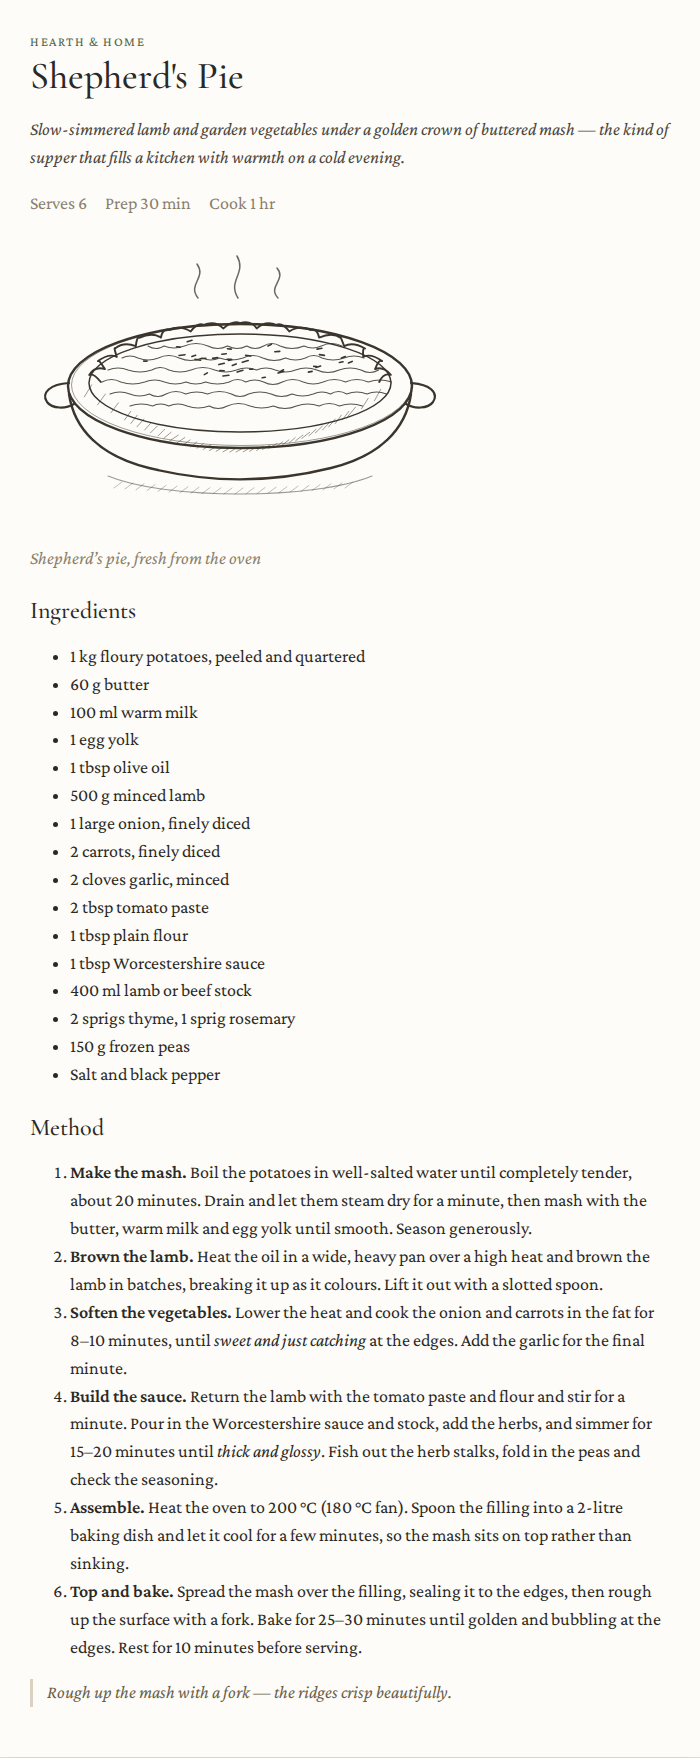 HEARTH & HOME
Shepherd's Pie
Slow-simmered lamb and garden vegetables under a golden crown of buttered mash — the kind of
supper that fills a kitchen with warmth on a cold evening.
Serves 6 Prep 30 min Cook 1 hr
Shepherd’s pie, fresh from the oven
Ingredients
• 1 kg floury potatoes, peeled and quartered
• 60 g butter
• 100 ml warm milk
• 1 egg yolk
• 1 tbsp olive oil
• 500 g minced lamb
• 1 large onion, finely diced
• 2 carrots, finely diced
• 2 cloves garlic, minced
• 2 tbsp tomato paste
• 1 tbsp plain flour
• 1 tbsp Worcestershire sauce
• 400 ml lamb or beef stock
• 2 sprigs thyme, 1 sprig rosemary
• 150 g frozen peas
• Salt and black pepper
Method
1. Make the mash. Boil the potatoes in well-salted water until completely tender,
about 20 minutes. Drain and let them steam dry for a minute, then mash with the
butter, warm milk and egg yolk until smooth. Season generously.
2. Brown the lamb. Heat the oil in a wide, heavy pan over a high heat and brown the
lamb in batches, breaking it up as it colours. Lift it out with a slotted spoon.
3. Soften the vegetables. Lower the heat and cook the onion and carrots in the fat for
8–10 minutes, until sweet and just catching at the edges. Add the garlic for the final
minute.
4. Build the sauce. Return the lamb with the tomato paste and flour and stir for a
minute. Pour in the Worcestershire sauce and stock, add the herbs, and simmer for
15–20 minutes until thick and glossy. Fish out the herb stalks, fold in the peas and
check the seasoning.
5. Assemble. Heat the oven to 200 °C (180 °C fan). Spoon the filling into a 2-litre
baking dish and let it cool for a few minutes, so the mash sits on top rather than
sinking.
6. Top and bake. Spread the mash over the filling, sealing it to the edges, then rough
up the surface with a fork. Bake for 25–30 minutes until golden and bubbling at the
edges. Rest for 10 minutes before serving.
Rough up the mash with a fork — the ridges crisp beautifully.